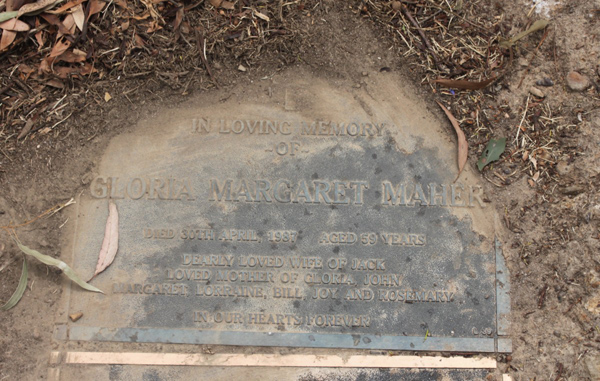 IN LOVING MEMORY
-OF-
GLORIA MARGARET MAHER
DIED 30TH APRIL, 1987 AGED 59 YEARS
DEARLY LOVED WIFE OF JACK
LOVED MOTHER OF GLORIA, JOHN
MARGARET, LORRAINE, BILL, JOY AND ROSEMARY.
IN OUR HEARTS FOREVER